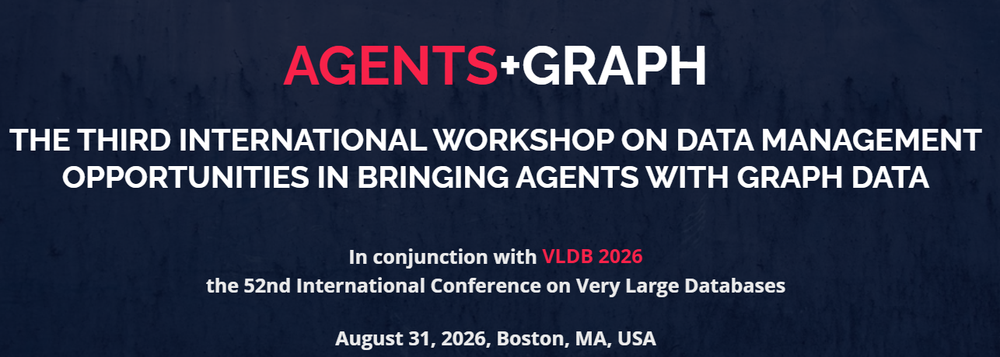 AGENTS+GRAPH
THE THIRD INTERNATIONAL WORKSHOP ON DATA MANAGEMENT
OPPORTUNITIES IN BRINGING AGENTS WITH GRAPH DATA
In conjunction with VLDB 2026
the 52nd International Conference on Very Large Databases
August 31, 2026, Boston, MA, USA